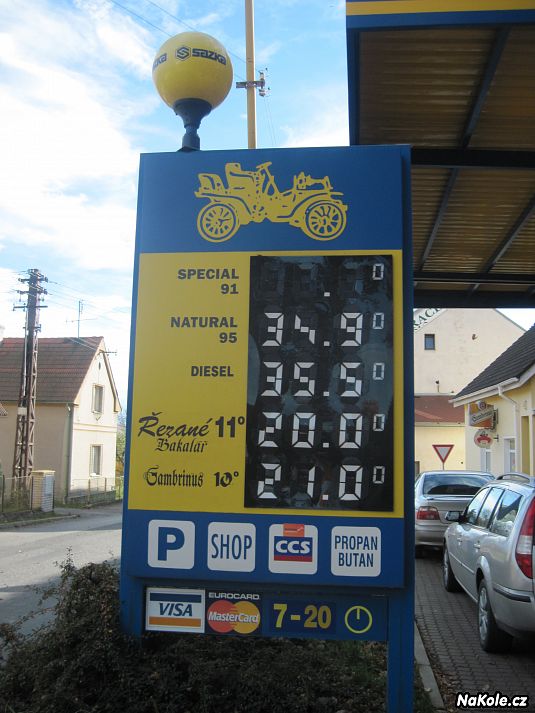 SAZKA
SPECIAL 91 . 0
NATURAL 95 34.90
DIESEL 35.50
Řezané 11° 20.00
Bakalář
Gambrinus 10° 21.00
P SHOP CCS PROPAN BUTAN
VISA EUROCARD MasterCard 7-20
NaKole.cz